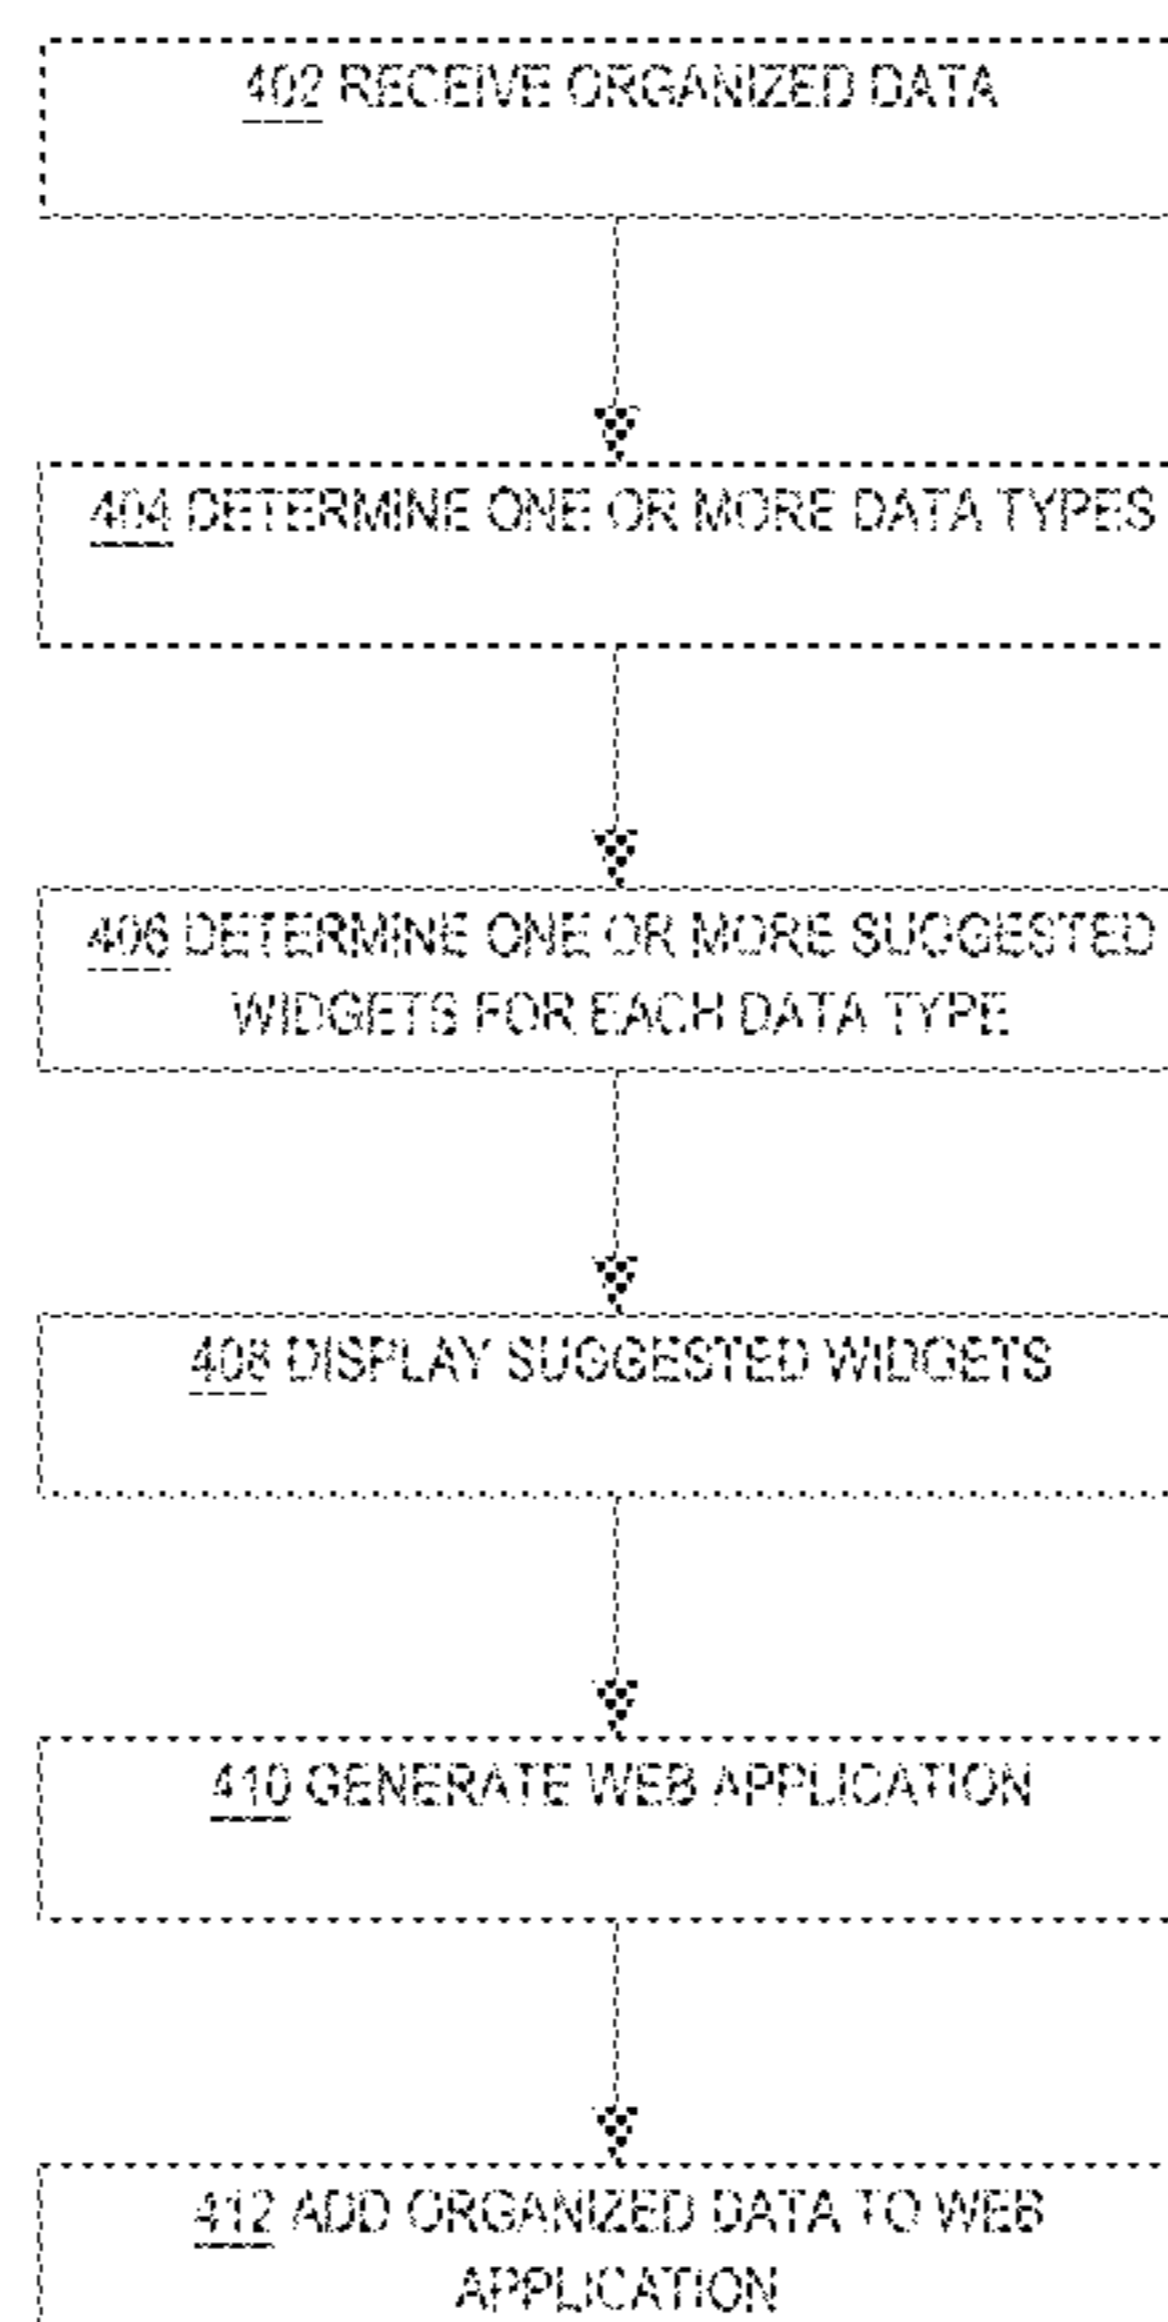 402 RECEIVE ORGANIZED DATA
404 DETERMINE ONE OR MORE DATA TYPES
406 DETERMINE ONE OR MORE SUGGESTED
WIDGETS FOR EACH DATA TYPE
408 DISPLAY SUGGESTED WIDGETS
410 GENERATE WEB APPLICATION
412 ADD ORGANIZED DATA TO WEB
APPLICATION